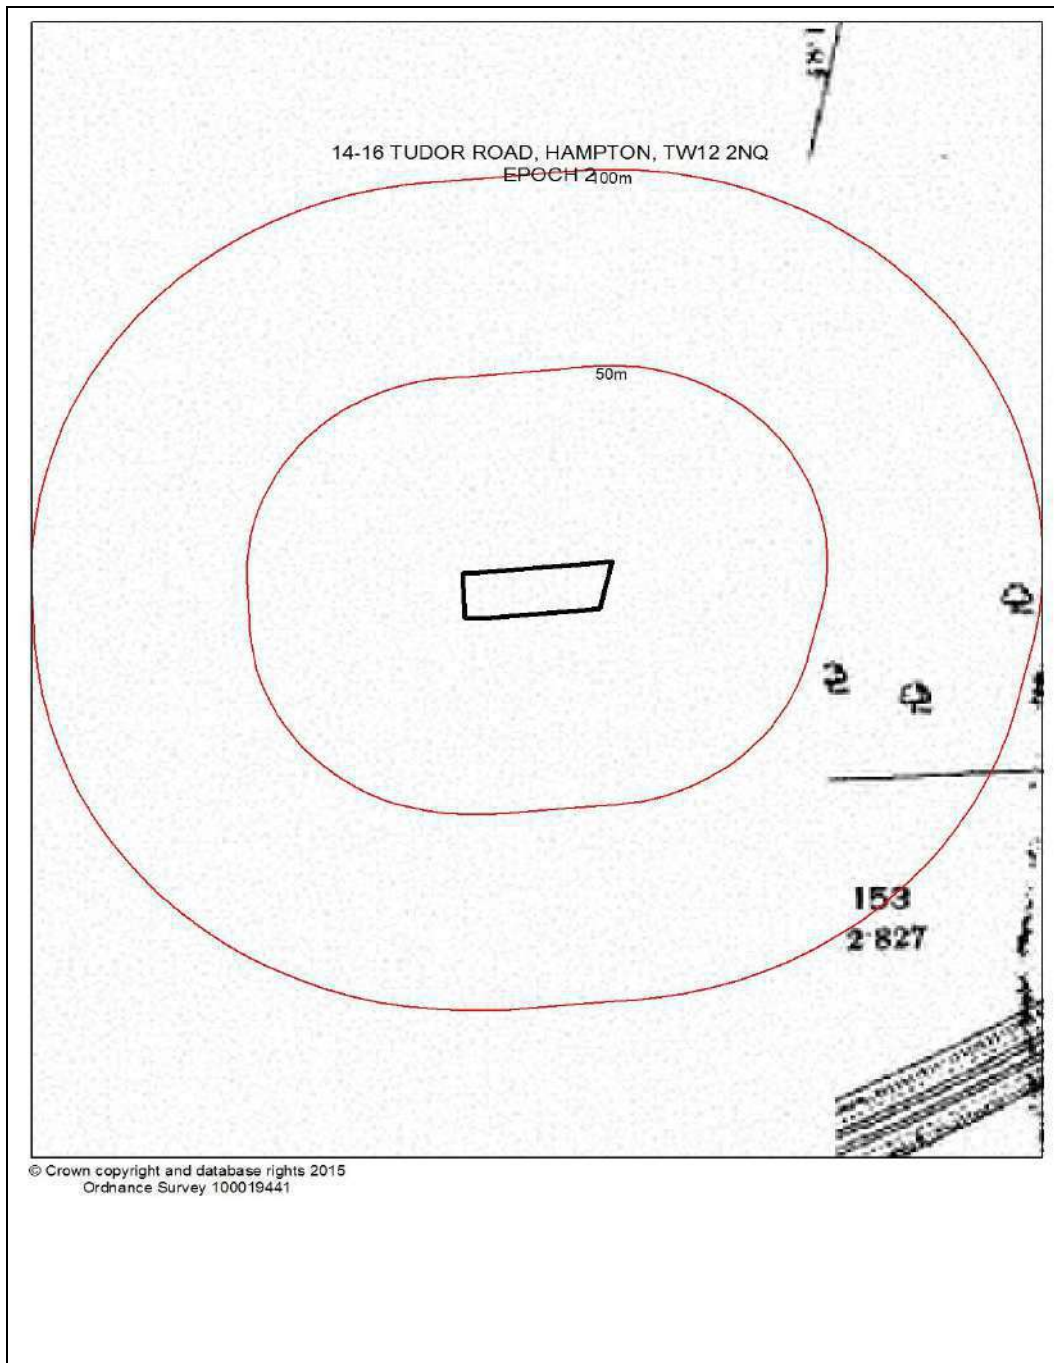 14-16 TUDOR ROAD, HAMPTON, TW12 2NQ
EPOCH 2
100m
50m
153
2·827
© Crown copyright and database rights 2015
Ordnance Survey 100019441